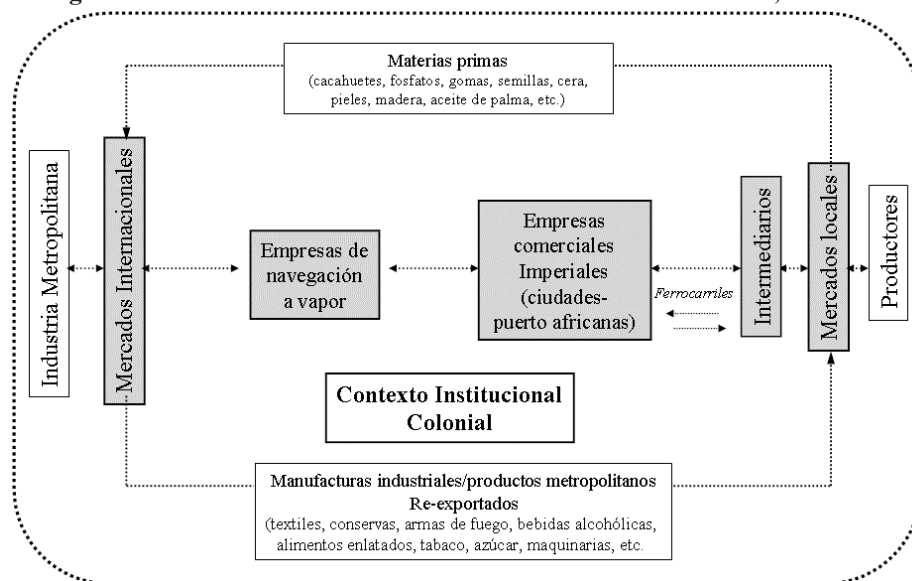 Materias primas
(cacahuetes, fosfatos, gomas, semillas, cera,
pieles, madera, aceite de palma, etc.)
Industria Metropolitana
Mercados Internacionales
Empresas de
navegación
a vapor
Empresas
comerciales
Imperiales
(ciudades-
puerto africanas)
Ferrocarriles
Intermediarios
Mercados locales
Productores
Contexto Institucional
Colonial
Manufacturas industriales/productos metropolitanos
Re-exportados
(textiles, conservas, armas de fuego, bebidas alcohólicas,
alimentos enlatados, tabaco, azúcar, maquinarias, etc.